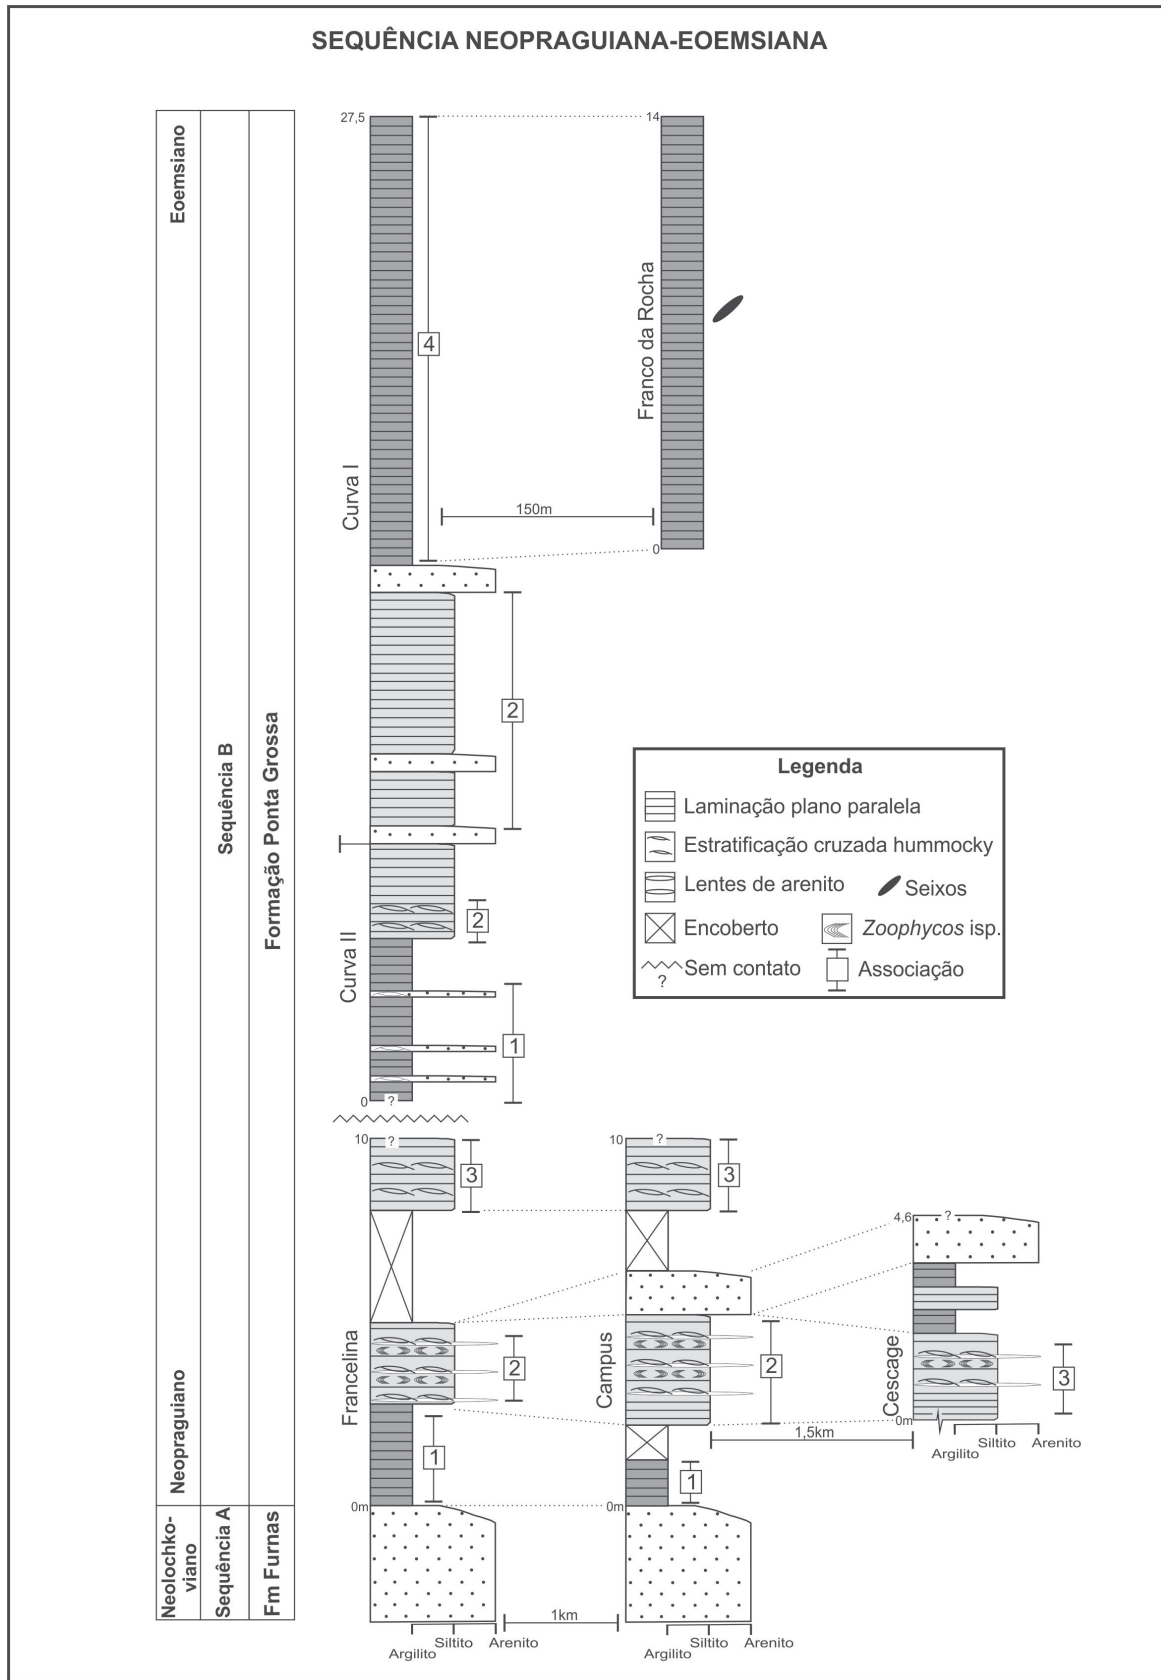 SEQUÊNCIA NEOPRAGUIANA-EOEMSIANA
Eoemsiano
Neopraguiano
Neolochko-
viano
Sequência B
Sequência A
Formação Ponta Grossa
Fm Furnas
27,5
14
4
Franco da Rocha
Curva I
150m
0
2
2
Curva II
1
0
?
Legenda
Laminação plano paralela
Estratificação cruzada hummocky
Lentes de arenito
Seixos
Encoberto
Zoophycos isp.
?
Sem contato
Associação
10
?
3
10
?
3
4,6
?
Francelina
2
Campus
2
Cescage
3
0m
1,5km
Argilito
Siltito
Arenito
1
1
0m
0m
1km
Argilito
Siltito
Arenito
Argilito
Siltito
Arenito